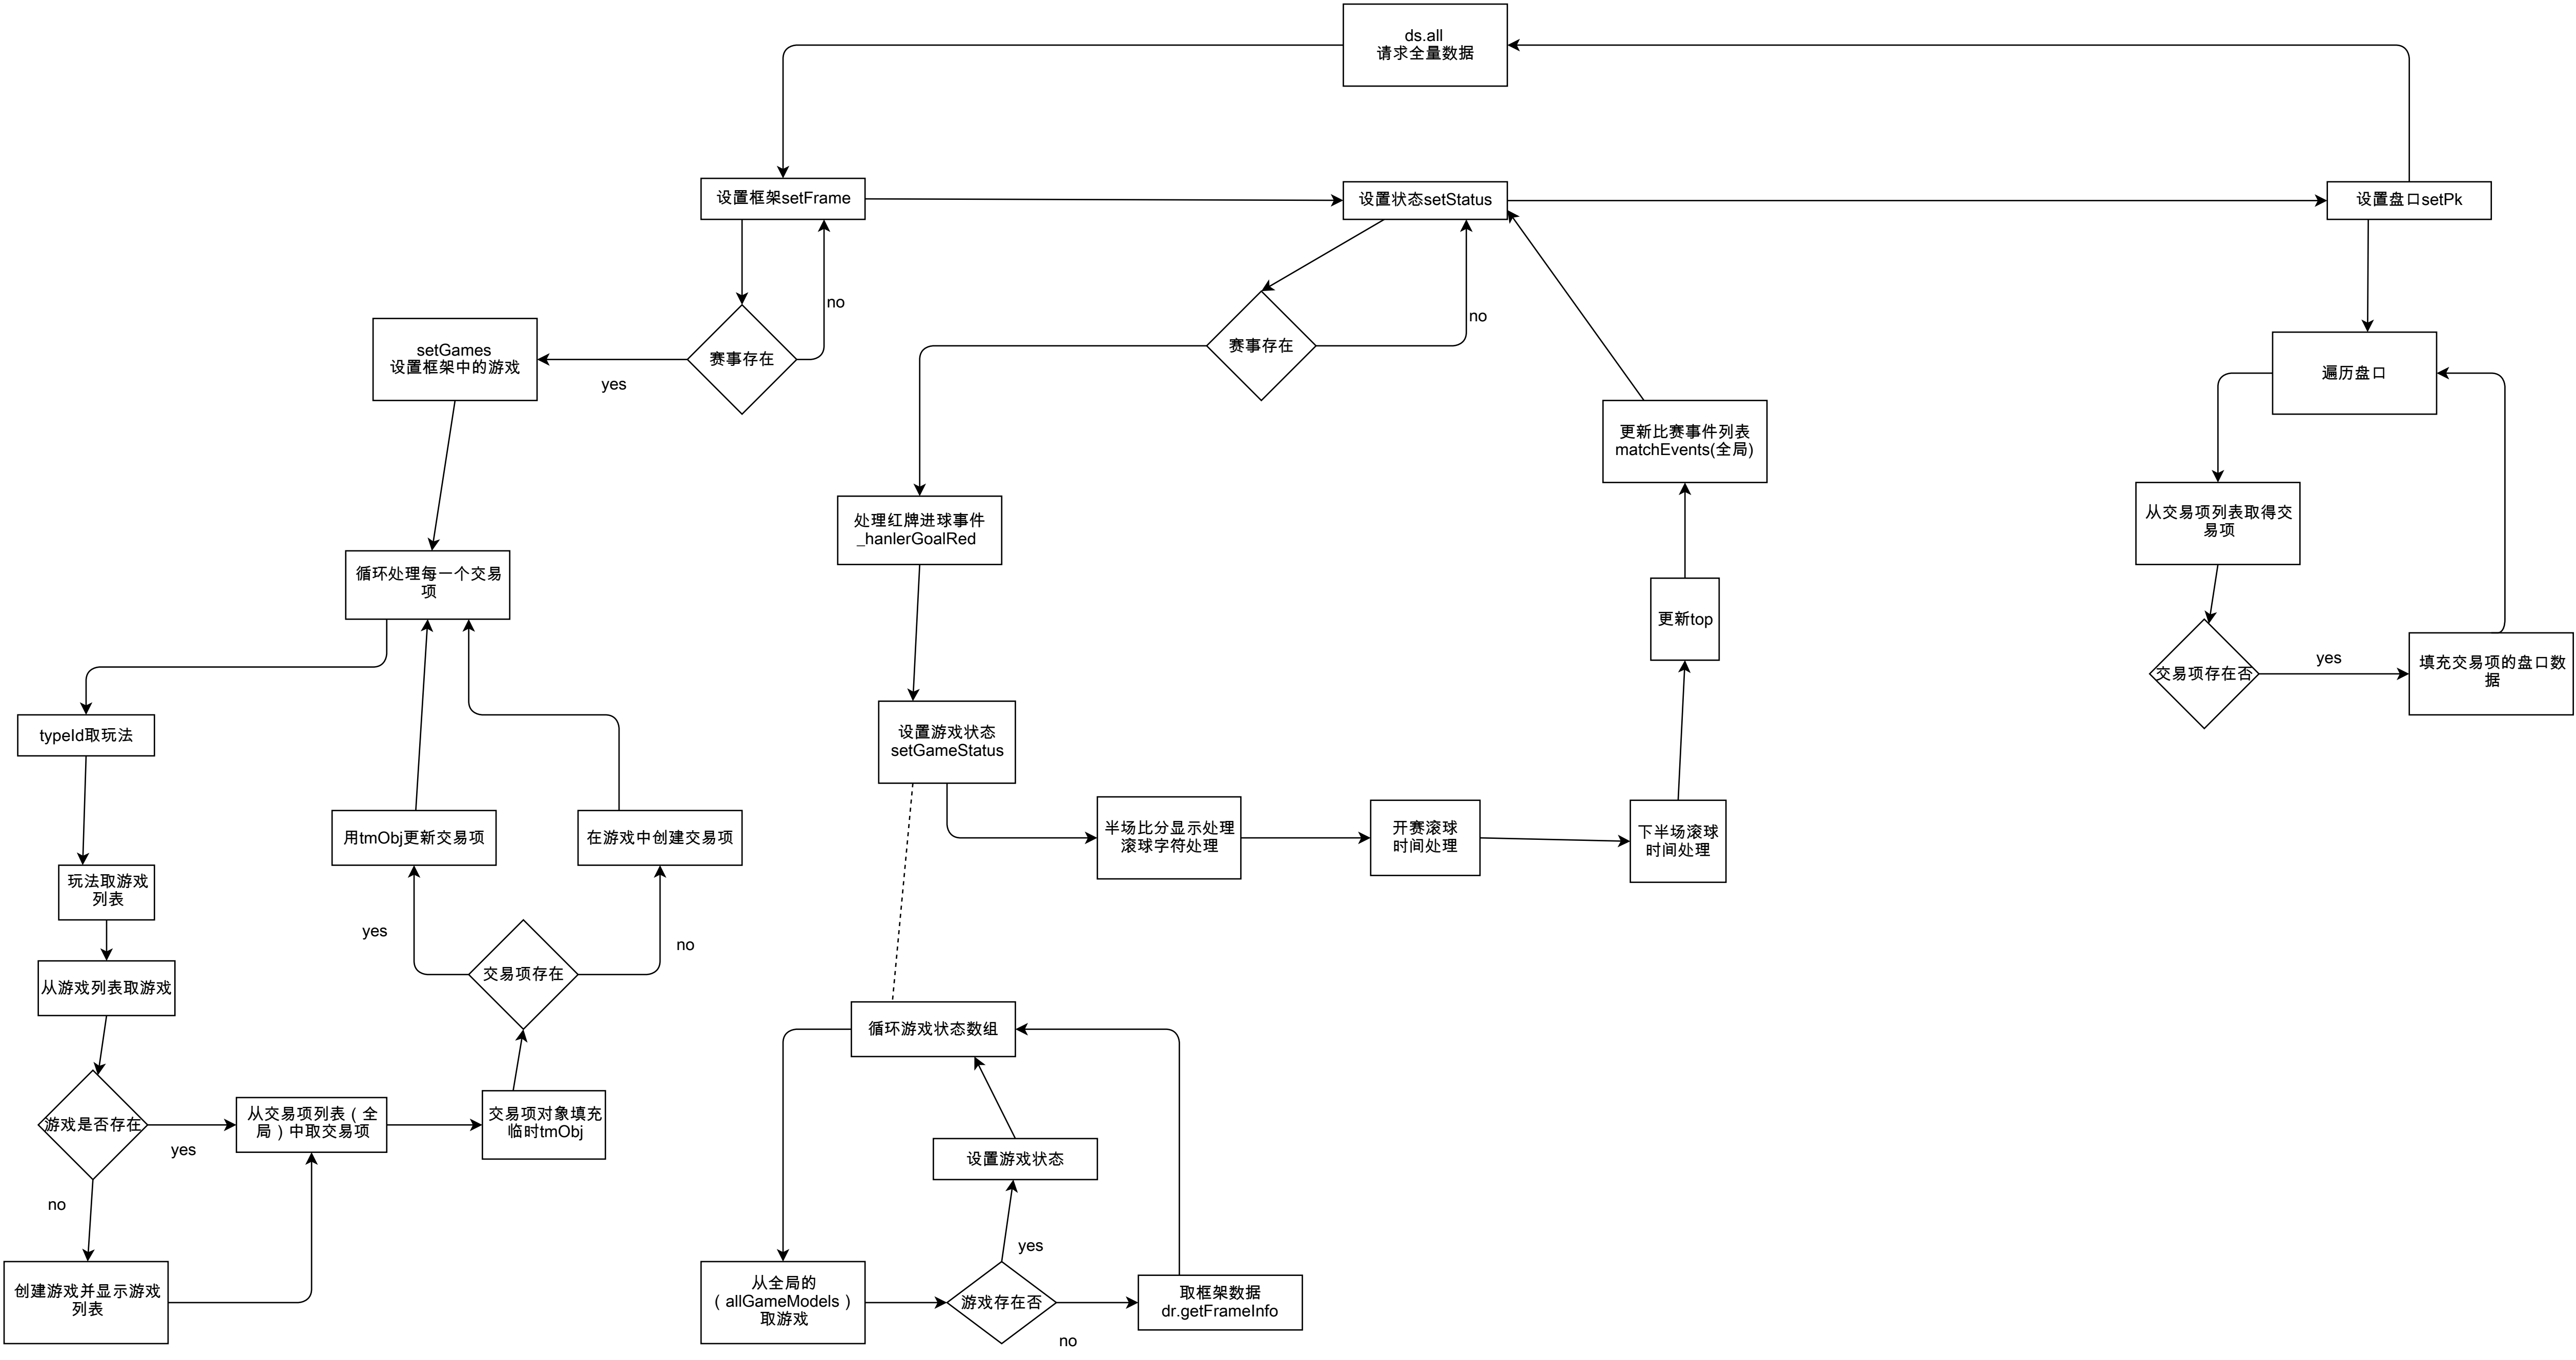 ds.all
请求全量数据
设置框架setFrame
设置状态setStatus
设置盘口setPk
no
no
setGames
设置框架中的游戏
yes
赛事存在
赛事存在
遍历盘口
更新比赛事件列表
matchEvents(全局)
处理红牌进球事件
_hanlerGoalRed
从交易项列表取得交
易项
循环处理每一个交易
项
更新top
交易项存在否
yes
填充交易项的盘口数
据
typeId取玩法
设置游戏状态
setGameStatus
用tmObj更新交易项
在游戏中创建交易项
半场比分显示处理
滚球字符处理
开赛滚球
时间处理
下半场滚球
时间处理
玩法取游戏
列表
yes
no
交易项存在
从游戏列表取游戏
循环游戏状态数组
游戏是否存在
yes
从交易项列表（全
局）中取交易项
交易项对象填充
临时tmObj
设置游戏状态
no
yes
创建游戏并显示游戏
列表
从全局的
（allGameModels）
取游戏
游戏存在否
no
取框架数据
dr.getFrameInfo